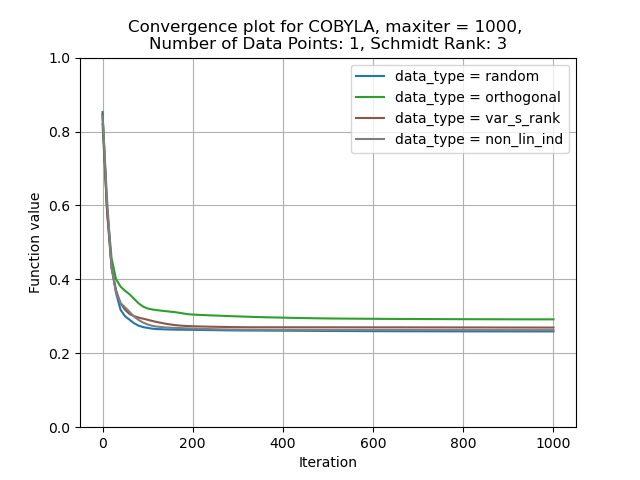 Convergence plot for COBYLA, maxiter = 1000,
Number of Data Points: 1, Schmidt Rank: 3
data_type = random
data_type = orthogonal
data_type = var_s_rank
data_type = non_lin_ind
Function value
1.0
0.8
0.6
0.4
0.2
0.0
0 200 400 600 800 1000
Iteration